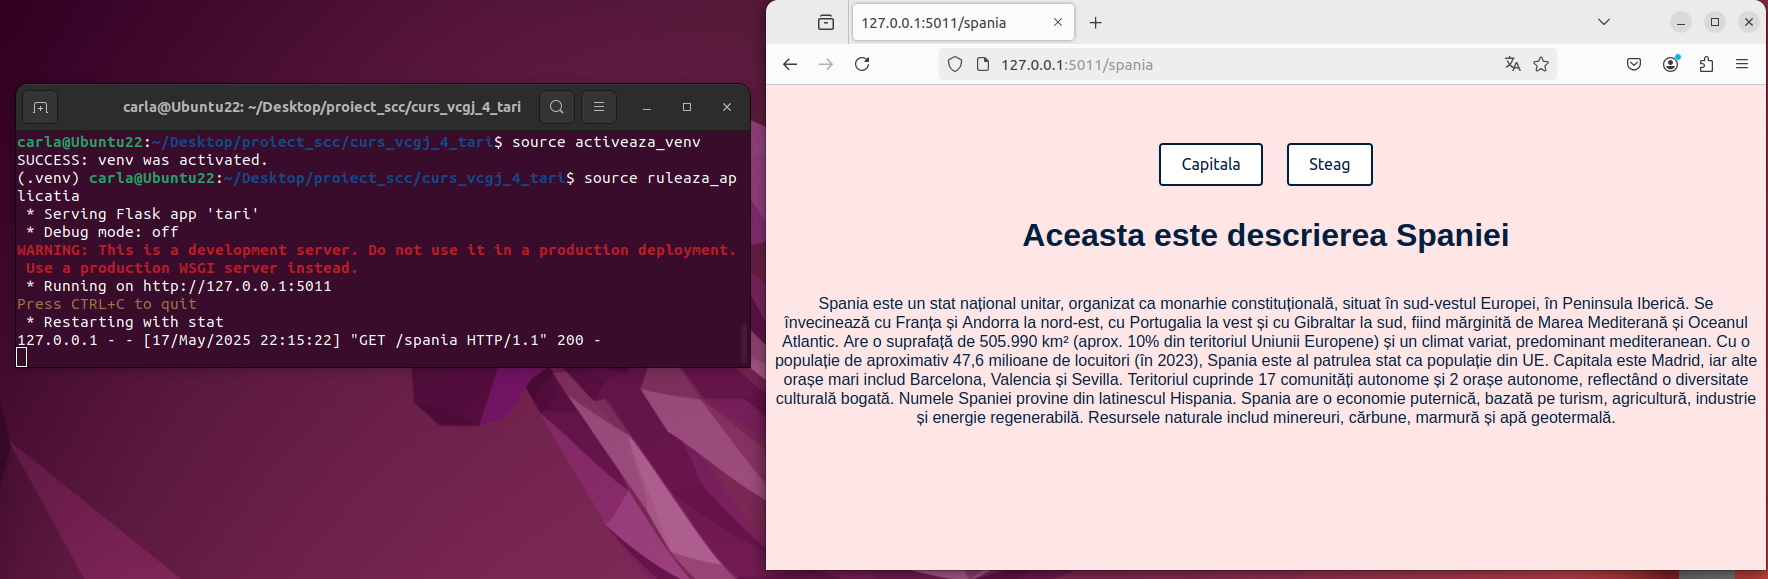 carla@Ubuntu22: ~/Desktop/proiect_scc/curs_vcgj_4_tari
carla@Ubuntu22:~/Desktop/proiect_scc/curs_vcgj_4_tari$ source activeaza_venv
SUCCESS: venv was activated.
(.venv) carla@Ubuntu22:~/Desktop/proiect_scc/curs_vcgj_4_tari$ source ruleaza_ap
licatia
 * Serving Flask app 'tari'
 * Debug mode: off
WARNING: This is a development server. Do not use it in a production deployment.
 Use a production WSGI server instead.
 * Running on http://127.0.0.1:5011
Press CTRL+C to quit
 * Restarting with stat
127.0.0.1 - - [17/May/2025 22:15:22] "GET /spania HTTP/1.1" 200 -
127.0.0.1:5011/spania
127.0.0.1:5011/spania
Capitala
Steag
Aceasta este descrierea Spaniei
Spania este un stat național unitar, organizat ca monarhie constituțională, situat în sud-vestul Europei, în Peninsula Iberică. Se
învecinează cu Franța și Andorra la nord-est, cu Portugalia la vest și cu Gibraltar la sud, fiind mărginită de Marea Mediterană și Oceanul
Atlantic. Are o suprafață de 505.990 km² (aprox. 10% din teritoriul Uniunii Europene) și un climat variat, predominant mediteranean. Cu o
populație de aproximativ 47,6 milioane de locuitori (în 2023), Spania este al patrulea stat ca populație din UE. Capitala este Madrid, iar alte
orașe mari includ Barcelona, Valencia și Sevilla. Teritoriul cuprinde 17 comunități autonome și 2 orașe autonome, reflectând o diversitate
culturală bogată. Numele Spaniei provine din latinescul Hispania. Spania are o economie puternică, bazată pe turism, agricultură, industrie
și energie regenerabilă. Resursele naturale includ minereuri, cărbune, marmură și apă geotermală.